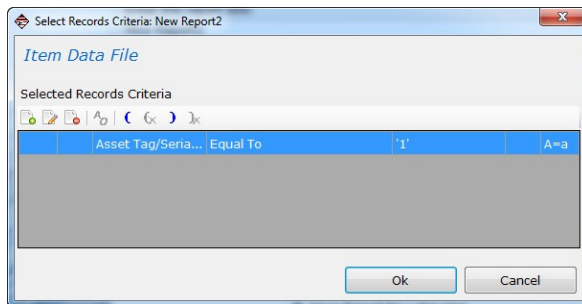 Select Records Criteria: New Report2
Item Data File
Selected Records Criteria
Asset Tag/Seria... Equal To '1' A=a
Ok Cancel